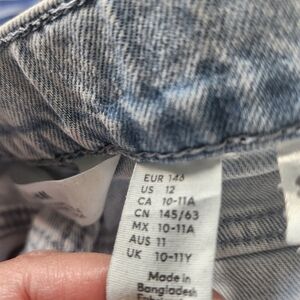 EUR 146
US 12
CA 10-11A
CN 145/63
MX 10-11A
AUS 11
UK 10-11Y
Made in
Bangladesh